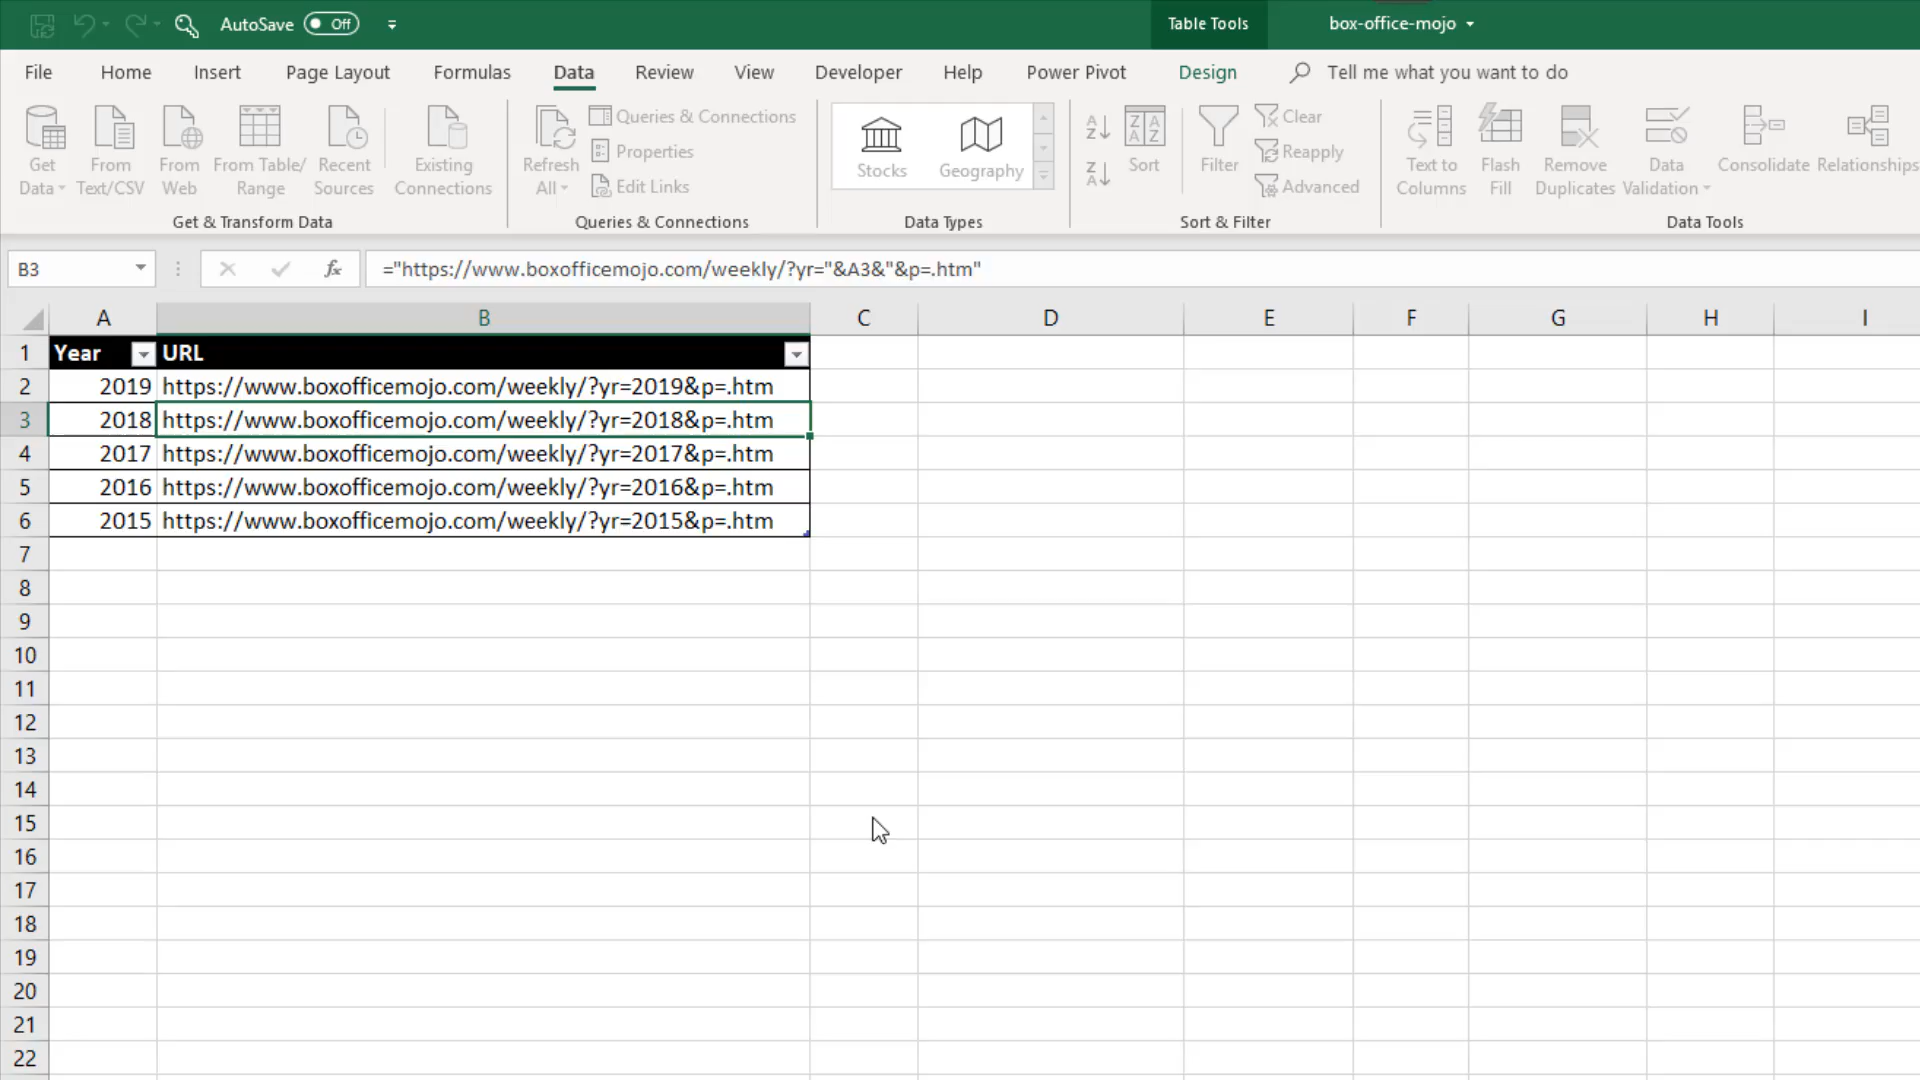 AutoSave Off Table Tools box-office-mojo
File Home Insert Page Layout Formulas Data Review View Developer Help Power Pivot Design Tell me what you want to do
Get Data From Text/CSV From Web From Table/ Range Recent Sources Existing Connections
Get & Transform Data
Refresh All Queries & Connections
Properties
Edit Links
Queries & Connections
Stocks Geography
Data Types
A Z
Z A
Z A A Z
Sort Filter Clear
Reapply
Advanced
Sort & Filter
Text to Columns Flash Fill Remove Duplicates Data Validation Consolidate Relationships
Data Tools
B3 fx ="https://www.boxofficemojo.com/weekly/?yr="&A3&"&p=.htm"
A B C D E F G H I
1 Year URL
2 2019 https://www.boxofficemojo.com/weekly/?yr=2019&p=.htm
3 2018 https://www.boxofficemojo.com/weekly/?yr=2018&p=.htm
4 2017 https://www.boxofficemojo.com/weekly/?yr=2017&p=.htm
5 2016 https://www.boxofficemojo.com/weekly/?yr=2016&p=.htm
6 2015 https://www.boxofficemojo.com/weekly/?yr=2015&p=.htm
7
8
9
10
11
12
13
14
15
16
17
18
19
20
21
22